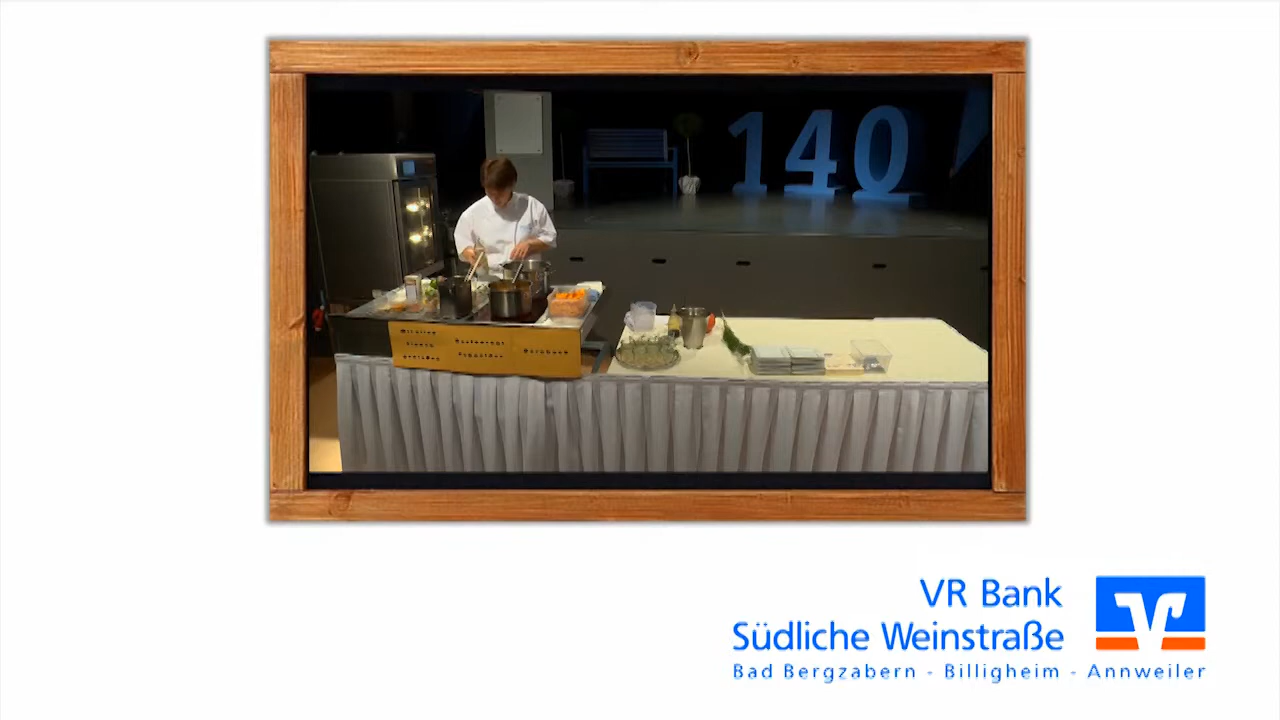 140
VR Bank
Südliche Weinstraße
Bad Bergzabern - Billigheim - Annweiler